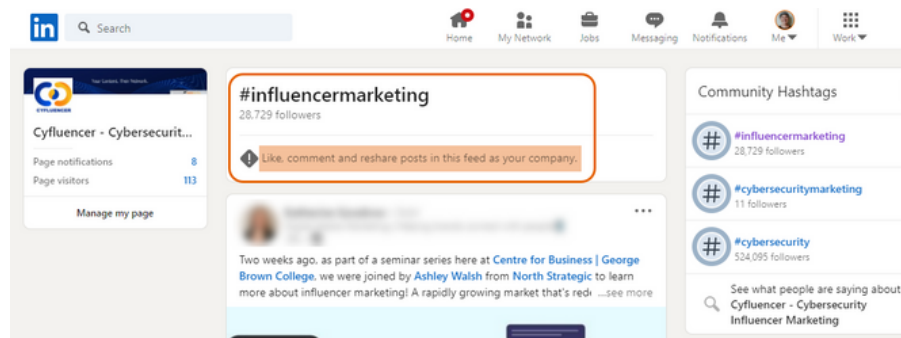 in
Search
Home
My Network
Jobs
Messaging
Notifications
Me
Work
CYFLUENCER
Cyfluencer - Cybersecurit...
Page notifications 8
Page visitors 113
Manage my page
#influencermarketing
28,729 followers
Like, comment and reshare posts in this feed as your company.
Two weeks ago, as part of a seminar series here at Centre for Business | George
Brown College, we were joined by Ashley Walsh from North Strategic to learn
more about influencer marketing! A rapidly growing market that's red ...see more
Community Hashtags
#influencermarketing
28,729 followers
#cybersecuritymarketing
11 followers
#cybersecurity
524,095 followers
See what people are saying about
Cyfluencer - Cybersecurity
Influencer Marketing